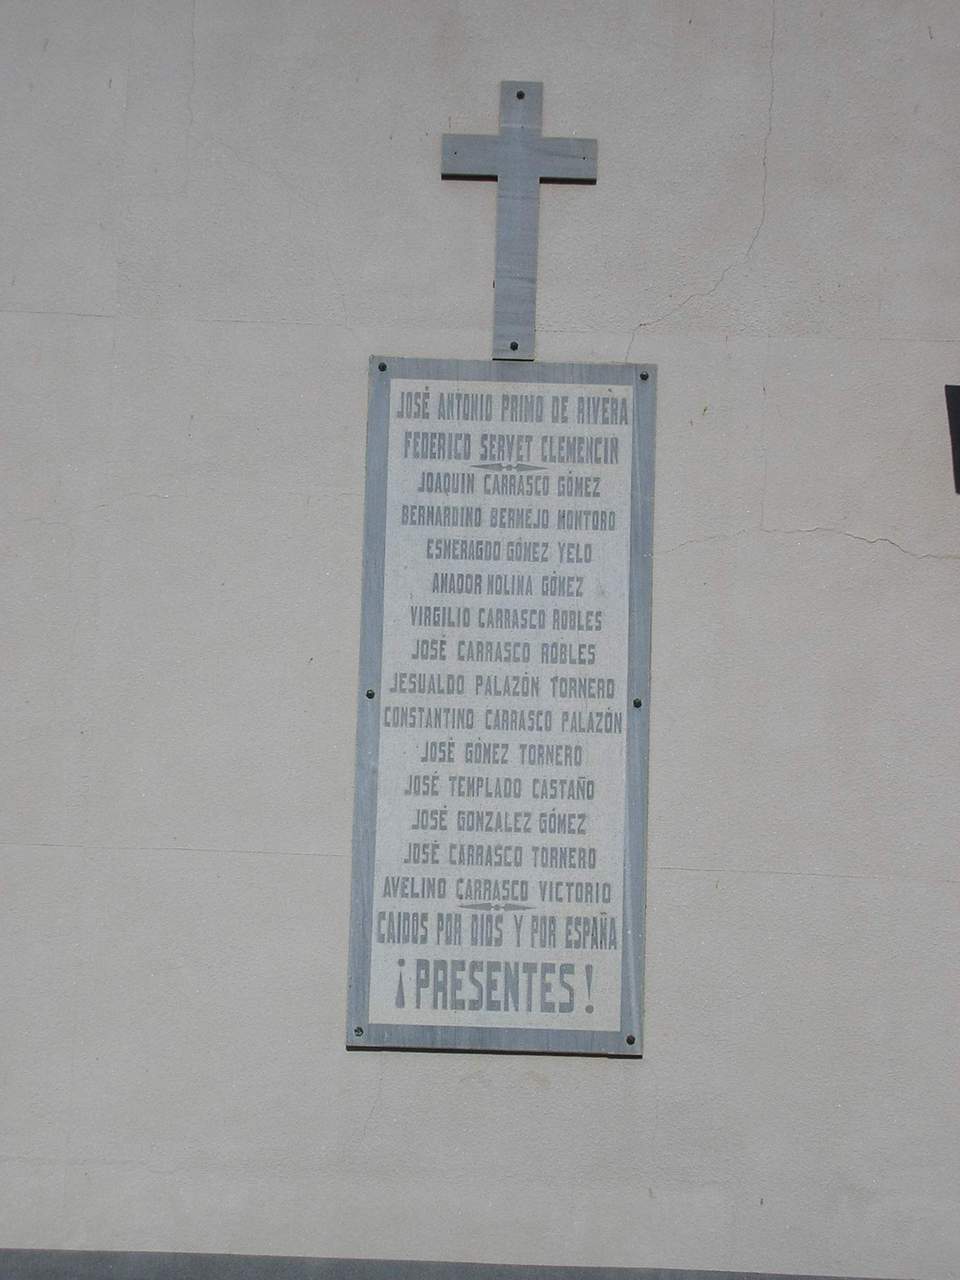 JOSÉ ANTONIO PRIMO DE RIVERA
FEDERICO SERVET CLEMENCIN
JOAQUIN CARRASCO GÓMEZ
BERNARDINO BERMEJO MONTORO
ESMERAGDO GÓMEZ YELO
AMADOR MOLINA GÓMEZ
VIRGILIO CARRASCO ROBLES
JOSÉ CARRASCO ROBLES
JESUALDO PALAZÓN TORNERO
CONSTANTINO CARRASCO PALAZÓN
JOSÉ GÓMEZ TORNERO
JOSÉ TEMPLADO CASTAÑO
JOSÉ GONZALEZ GÓMEZ
JOSÉ CARRASCO TORNERO
AVELINO CARRASCO VICTORIO
CAIDOS POR DIOS Y POR ESPAÑA
¡PRESENTES!